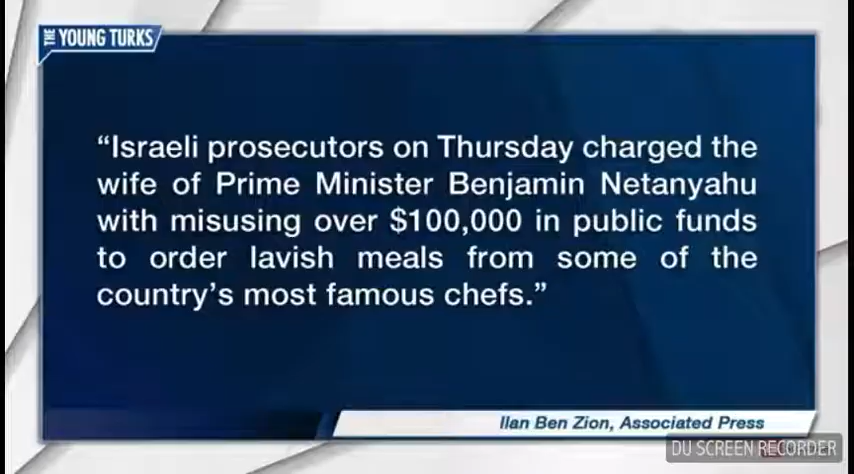 THE YOUNG TURKS
“Israeli prosecutors on Thursday charged the
wife of Prime Minister Benjamin Netanyahu
with misusing over $100,000 in public funds
to order lavish meals from some of the
country’s most famous chefs.”
Ilan Ben Zion, Associated Press
DU SCREEN RECORDER